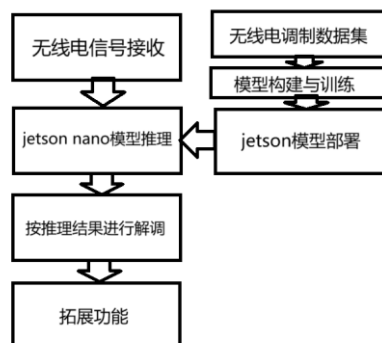 无线电信号接收
无线电调制数据集
模型构建与训练
jetson nano模型推理
jetson模型部署
按推理结果进行解调
拓展功能